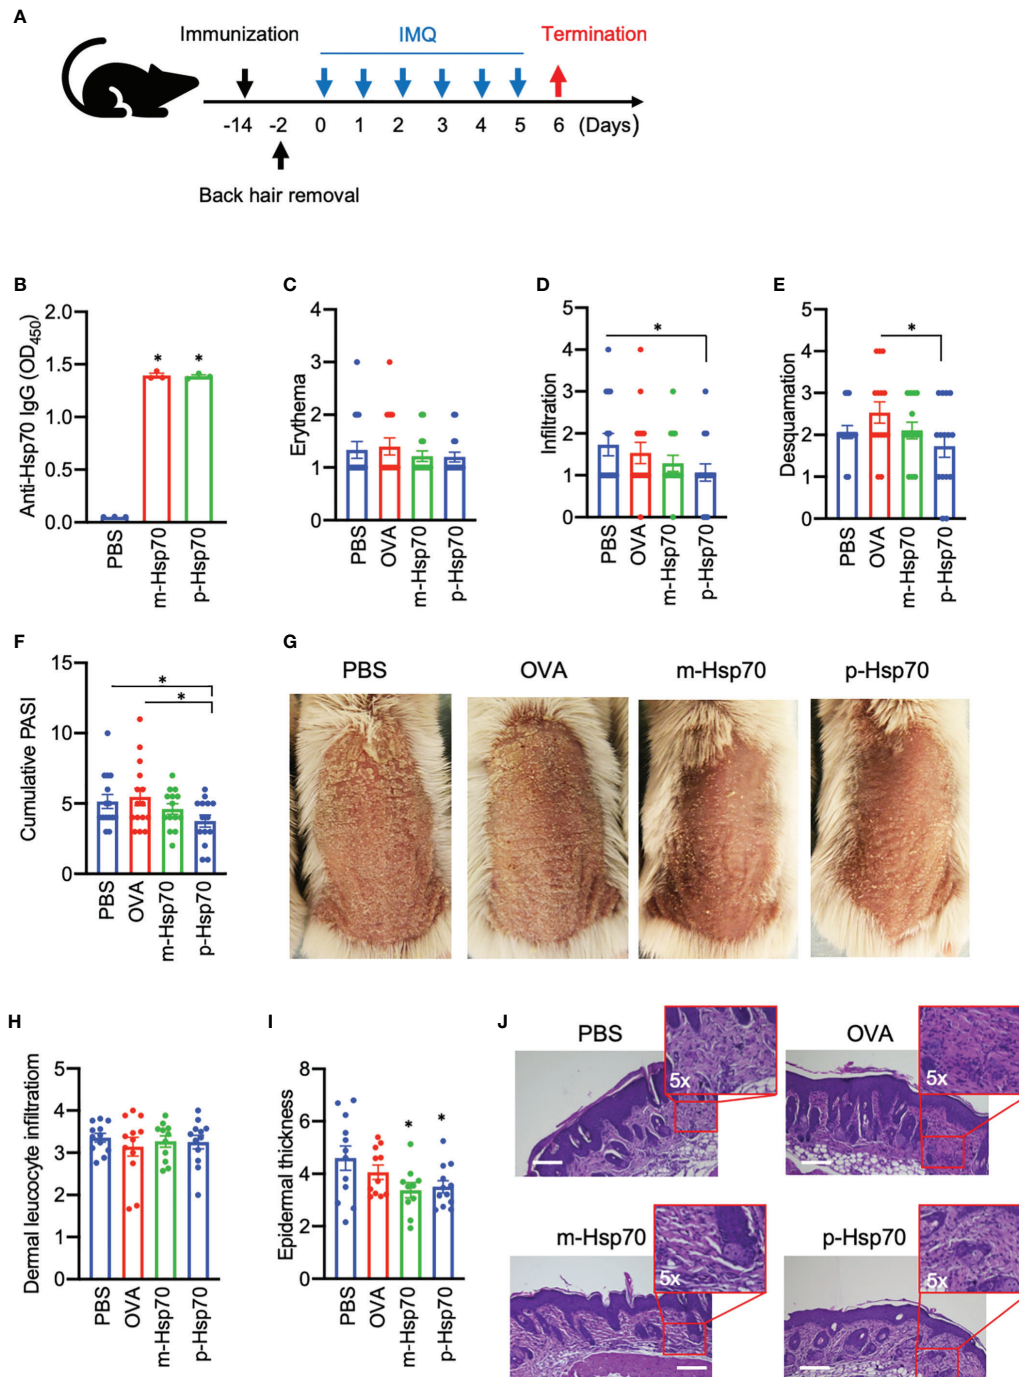 A
Immunization
IMQ
Termination
-14
-2
0
1
2
3
4
5
6
(Days)
Back hair removal
B
Anti-Hsp70 IgG (OD450)
2.0
1.5
1.0
0.5
0.0
*
*
PBS
m-Hsp70
p-Hsp70
C
Erythema
4
3
2
1
0
PBS
OVA
m-Hsp70
p-Hsp70
D
Infiltration
5
4
3
2
1
0
*
PBS
OVA
m-Hsp70
p-Hsp70
E
Desquamation
5
4
3
2
1
0
*
PBS
OVA
m-Hsp70
p-Hsp70
F
Cumulative PASI
15
10
5
0
*
*
PBS
OVA
m-Hsp70
p-Hsp70
G
PBS
OVA
m-Hsp70
p-Hsp70
H
Dermal leucocyte infiltratiom
5
4
3
2
1
0
PBS
OVA
m-Hsp70
p-Hsp70
I
Epidermal thickness
8
6
4
2
0
*
*
PBS
OVA
m-Hsp70
p-Hsp70
J
PBS
5x
OVA
5x
m-Hsp70
5x
p-Hsp70
5x